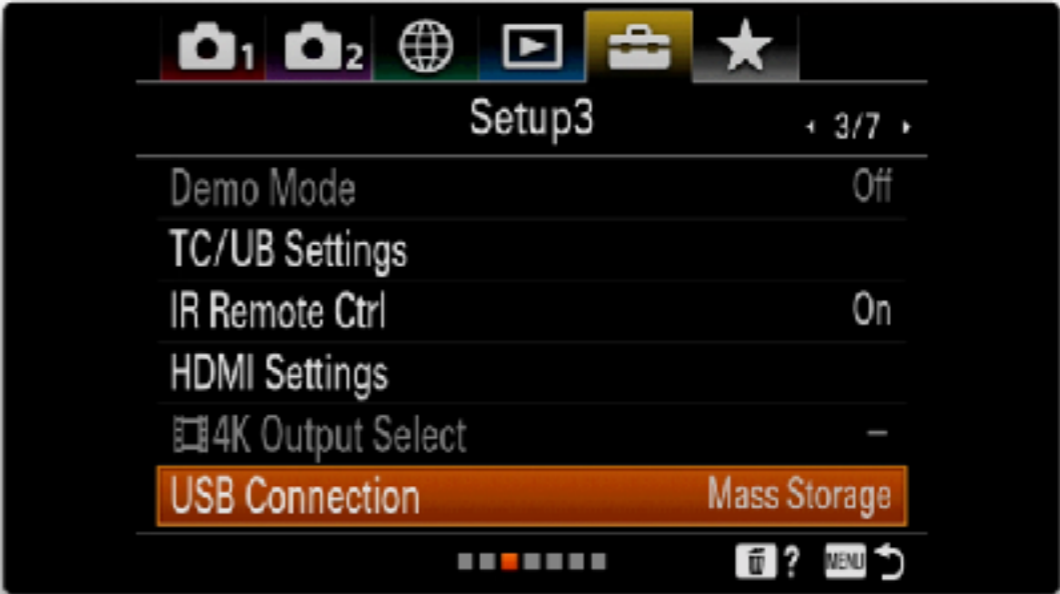 1 2
Setup3
3/7
Demo Mode Off
TC/UB Settings
IR Remote Ctrl On
HDMI Settings
4K Output Select –
USB Connection Mass Storage
? MENU